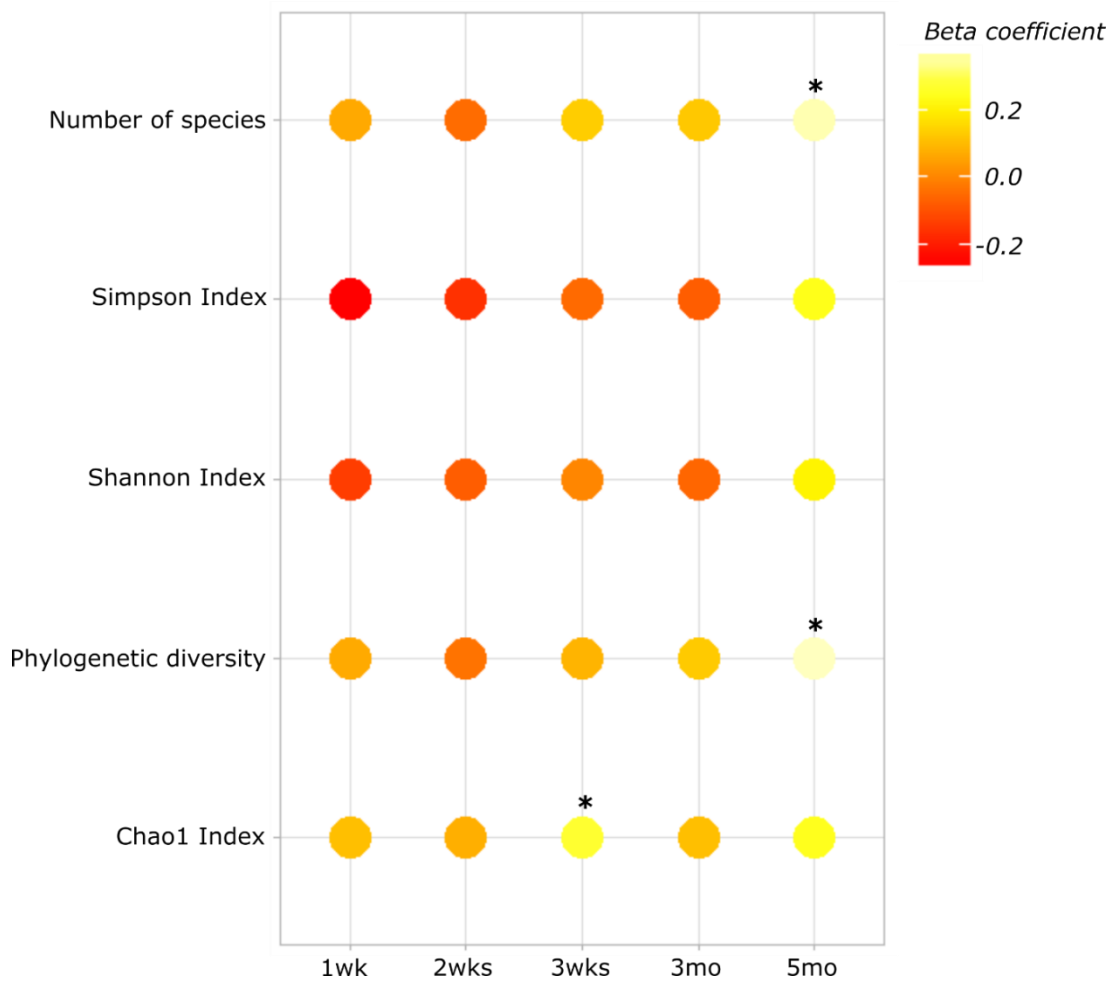 Beta coefficient
0.2
0.0
-0.2
Number of species
*
Simpson Index
Shannon Index
Phylogenetic diversity
*
Chao1 Index
*
1wk 2wks 3wks 3mo 5mo